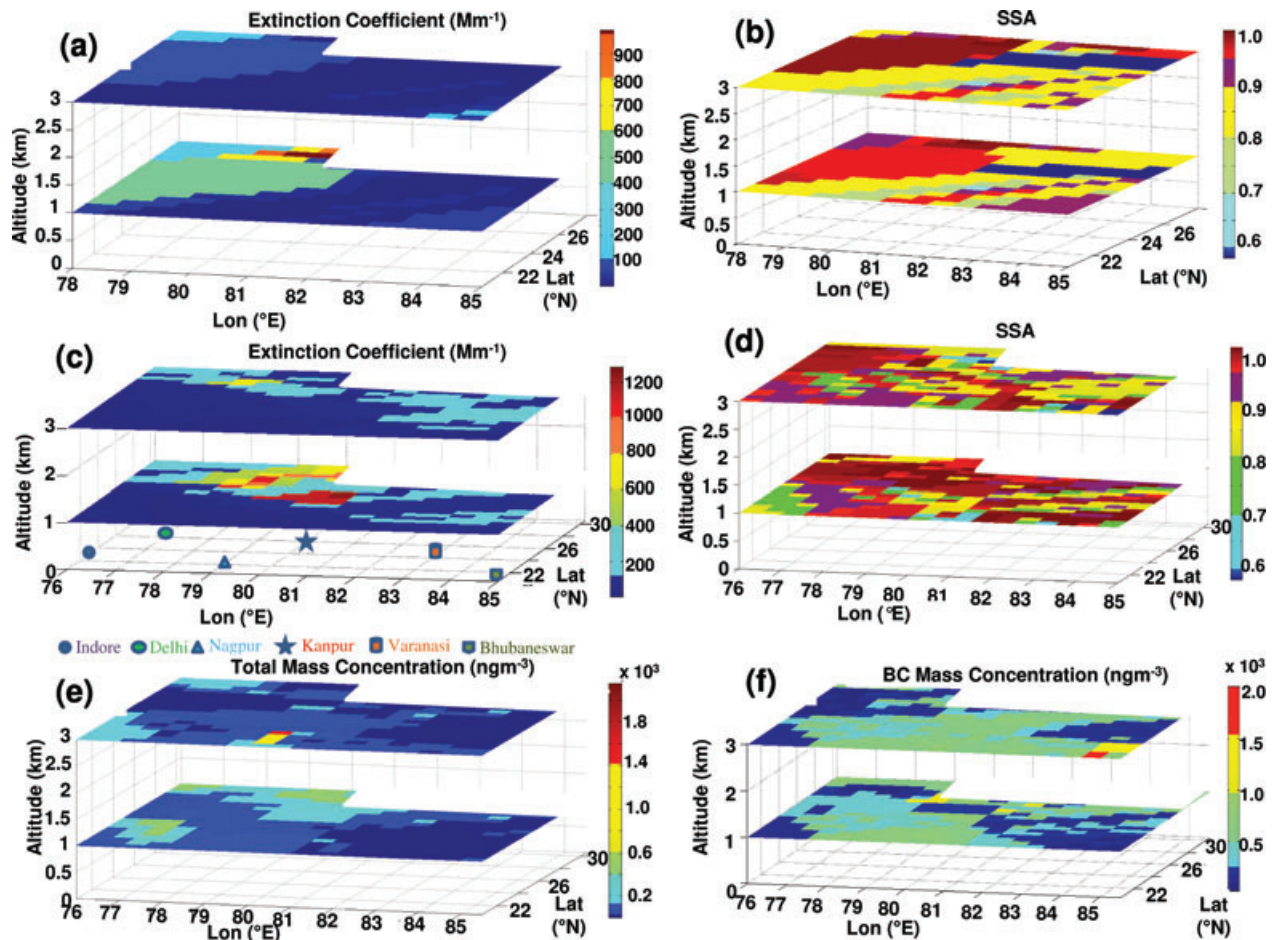 (a)
Extinction Coefficient (Mm⁻¹)
900
800
700
600
500
400
300
200
100
Altitude (km)
3
2.5
2
1.5
1
0.5
0
78 79 80 81 82 83 84 85
Lon (°E)
22 24 26
Lat
(°N)
(b)
SSA
1.0
0.9
0.8
0.7
0.6
Altitude (km)
3
2.5
2
1.5
1
0.5
0
78 79 80 81 82 83 84 85
Lon (°E)
22 24 26
Lat (°N)
(c)
Extinction Coefficient (Mm⁻¹)
1200
1000
800
600
400
200
Altitude (km)
3
2
1
0
76 77 78 79 80 81 82 83 84 85
Lon (°E)
22 26 30
Lat
(°N)
Indore Delhi Nagpur Kanpur Varanasi Bhubaneswar
(d)
SSA
1.0
0.9
0.8
0.7
0.6
Altitude (km)
3
2.5
2
1.5
1
0.5
0
76 77 78 79 80 81 82 83 84 85
Lon (°E)
22 26 30
Lat
(°N)
(e)
Total Mass Concentration (ngm⁻³)
x 10³
1.8
1.4
1.0
0.6
0.2
Altitude (km)
3
2.5
2
1.5
1
0.5
0
76 77 78 79 80 81 82 83 84 85
Lon (°E)
22 26 30
Lat
(°N)
(f)
BC Mass Concentration (ngm⁻³)
x 10³
2.0
1.5
1.0
0.5
Altitude (km)
3
2
1
0
76 77 78 79 80 81 82 83 84 85
Lon (°E)
22 26 30
Lat
(°N)